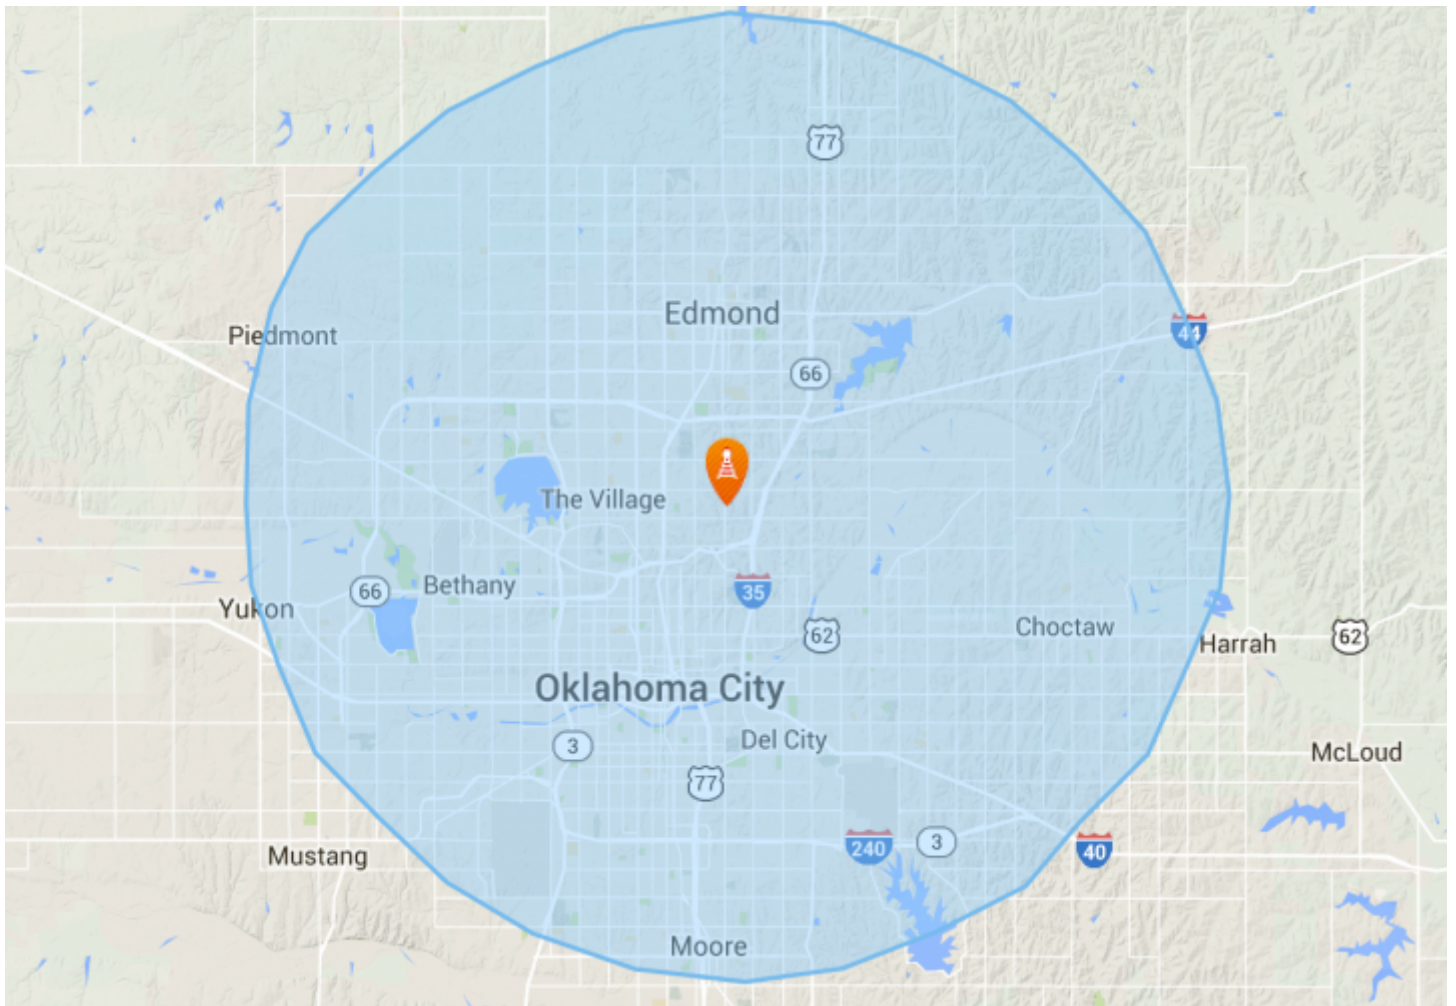 77
Edmond
Piedmont
44
66
The Village
Bethany
66
35
Yukon
62
Choctaw
Harrah
62
Oklahoma City
3
Del City
McLoud
77
Mustang
240
3
40
Moore